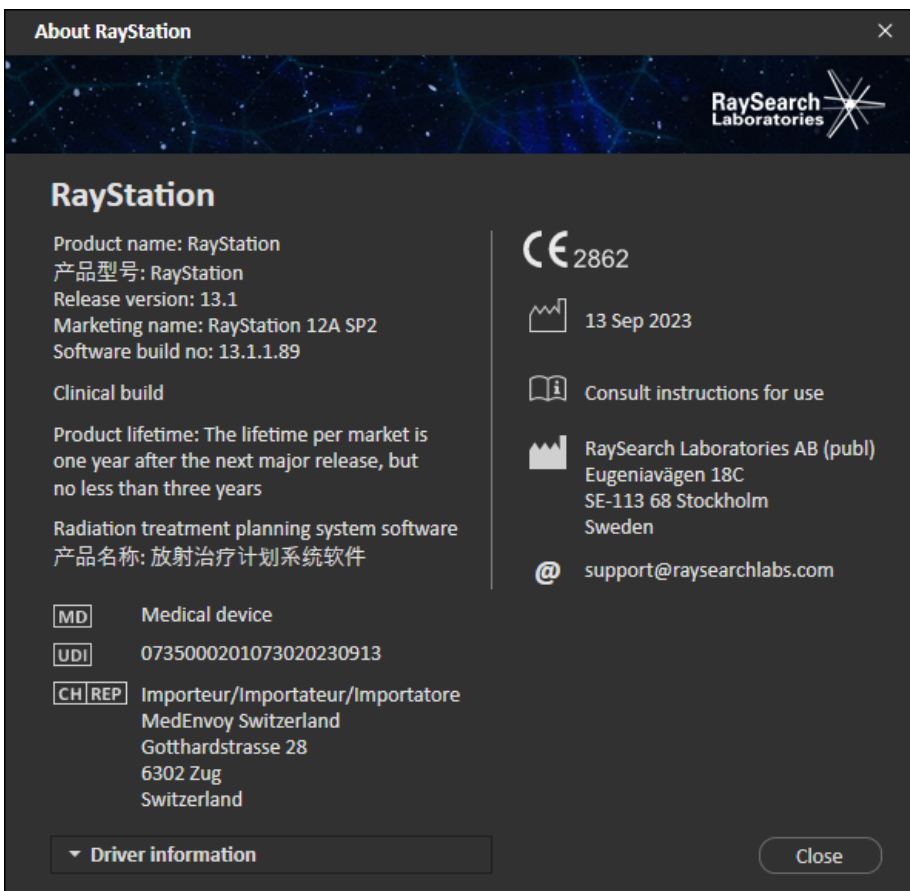 About RayStation
RaySearch
Laboratories
RayStation
Product name: RayStation
产品型号: RayStation
Release version: 13.1
Marketing name: RayStation 12A SP2
Software build no: 13.1.1.89
Clinical build
Product lifetime: The lifetime per market is
one year after the next major release, but
no less than three years
Radiation treatment planning system software
产品名称: 放射治疗计划系统软件
MD Medical device
UDI 0735000201073020230913
CH REP Importeur/Importateur/Importatore
MedEnvoy Switzerland
Gotthardstrasse 28
6302 Zug
Switzerland
CE 2862
13 Sep 2023
i Consult instructions for use
RaySearch Laboratories AB (publ)
Eugeniavägen 18C
SE-113 68 Stockholm
Sweden
@ support@raysearchlabs.com
Driver information
Close